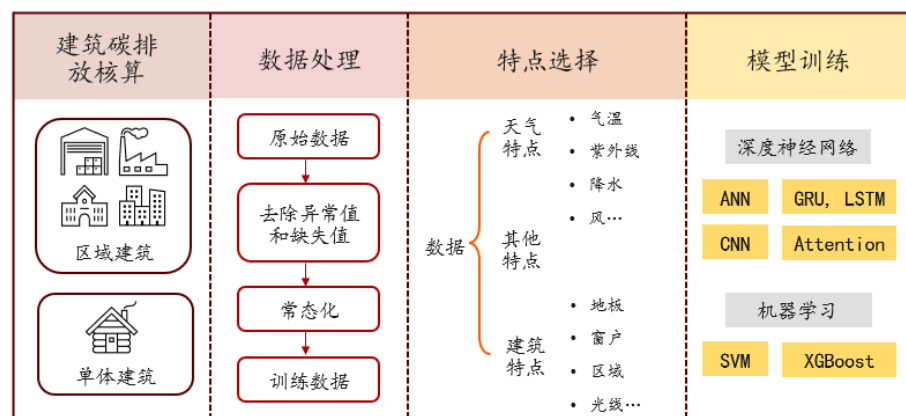 建筑碳排
放核算
数据处理
特点选择
模型训练
区域建筑
单体建筑
原始数据
去除异常值
和缺失值
常态化
训练数据
数据
天气
特点
• 气温
• 紫外线
• 降水
• 风…
其他
特点
建筑
特点
• 地板
• 窗户
• 区域
• 光线…
深度神经网络
ANN
GRU, LSTM
CNN
Attention
机器学习
SVM
XGBoost